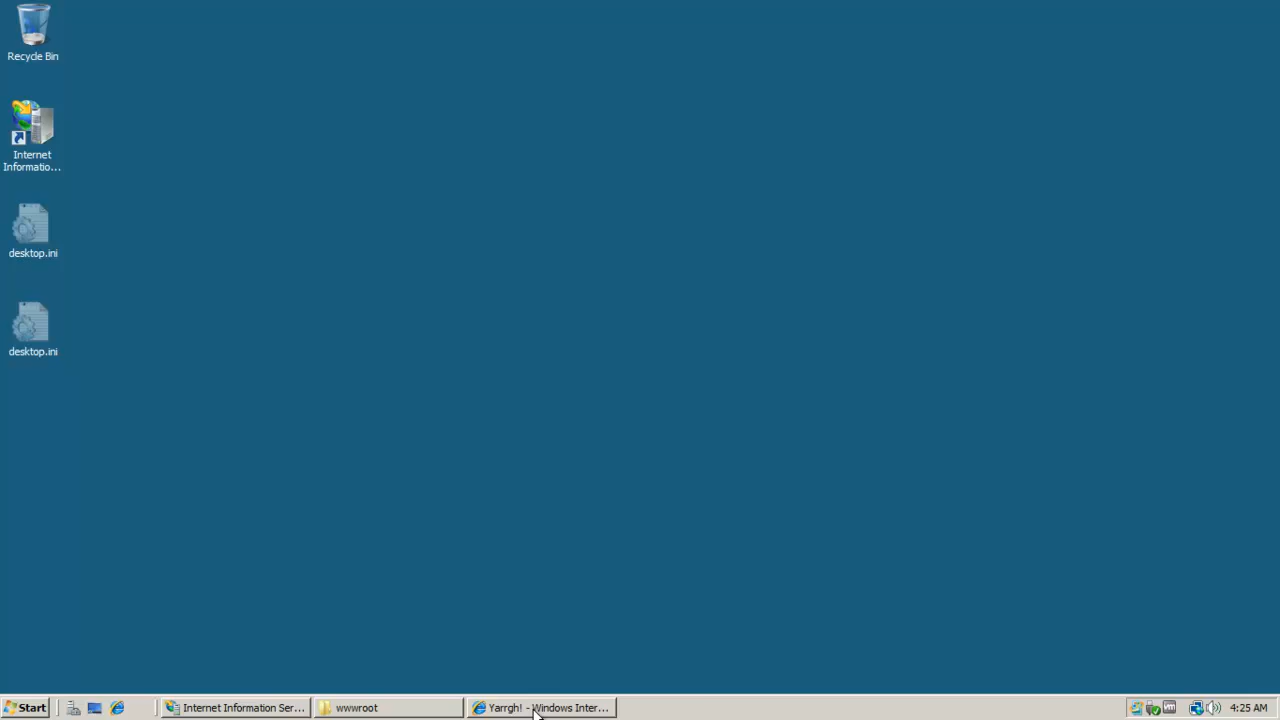 Recycle Bin
Internet
Informatio...
desktop.ini
desktop.ini
Start
Internet Information Ser...
wwwroot
Yarrgh! - Windows Inter...
4:25 AM